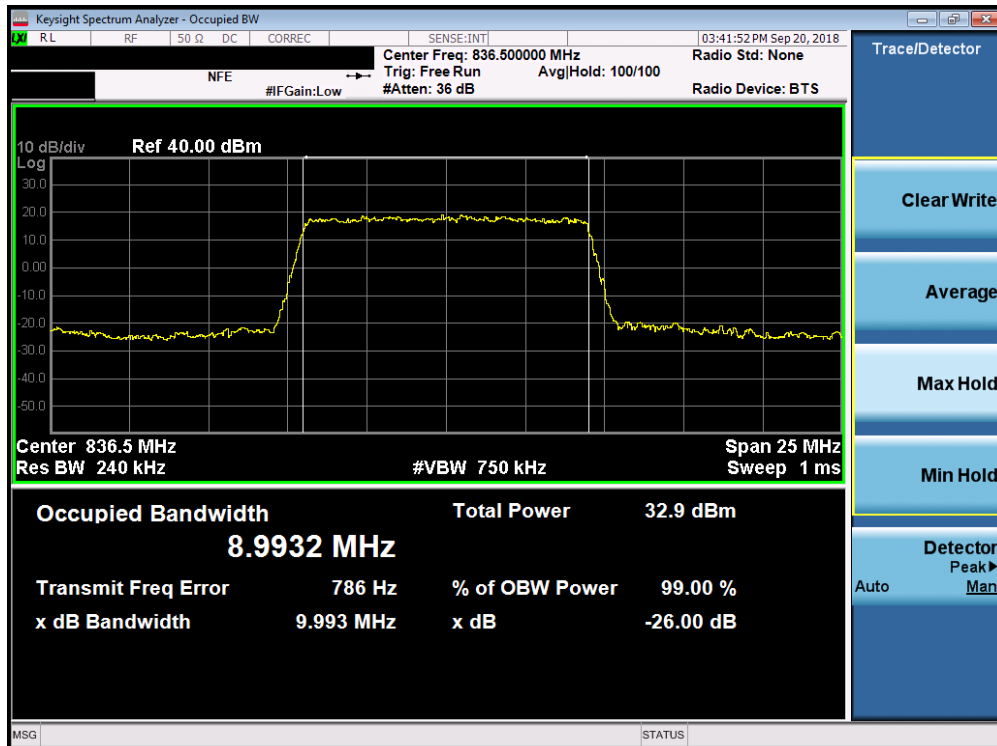 Keysight Spectrum Analyzer - Occupied BW
LXI RL RF 50 Ω DC CORREC SENSE:INT 03:41:52 PM Sep 20, 2018
Center Freq: 836.500000 MHz Radio Std: None
NFE Trig: Free Run Avg|Hold: 100/100
#IFGain:Low #Atten: 36 dB Radio Device: BTS
Trace/Detector
10 dB/div Ref 40.00 dBm
Log
30.0
20.0
10.0
0.00
-10.0
-20.0
-30.0
-40.0
-50.0
Center 836.5 MHz Span 25 MHz
Res BW 240 kHz #VBW 750 kHz Sweep 1 ms
Occupied Bandwidth Total Power 32.9 dBm
8.9932 MHz
Transmit Freq Error 786 Hz % of OBW Power 99.00 %
x dB Bandwidth 9.993 MHz x dB -26.00 dB
Clear Write
Average
Max Hold
Min Hold
Detector
Peak▶
Auto Man
MSG STATUS